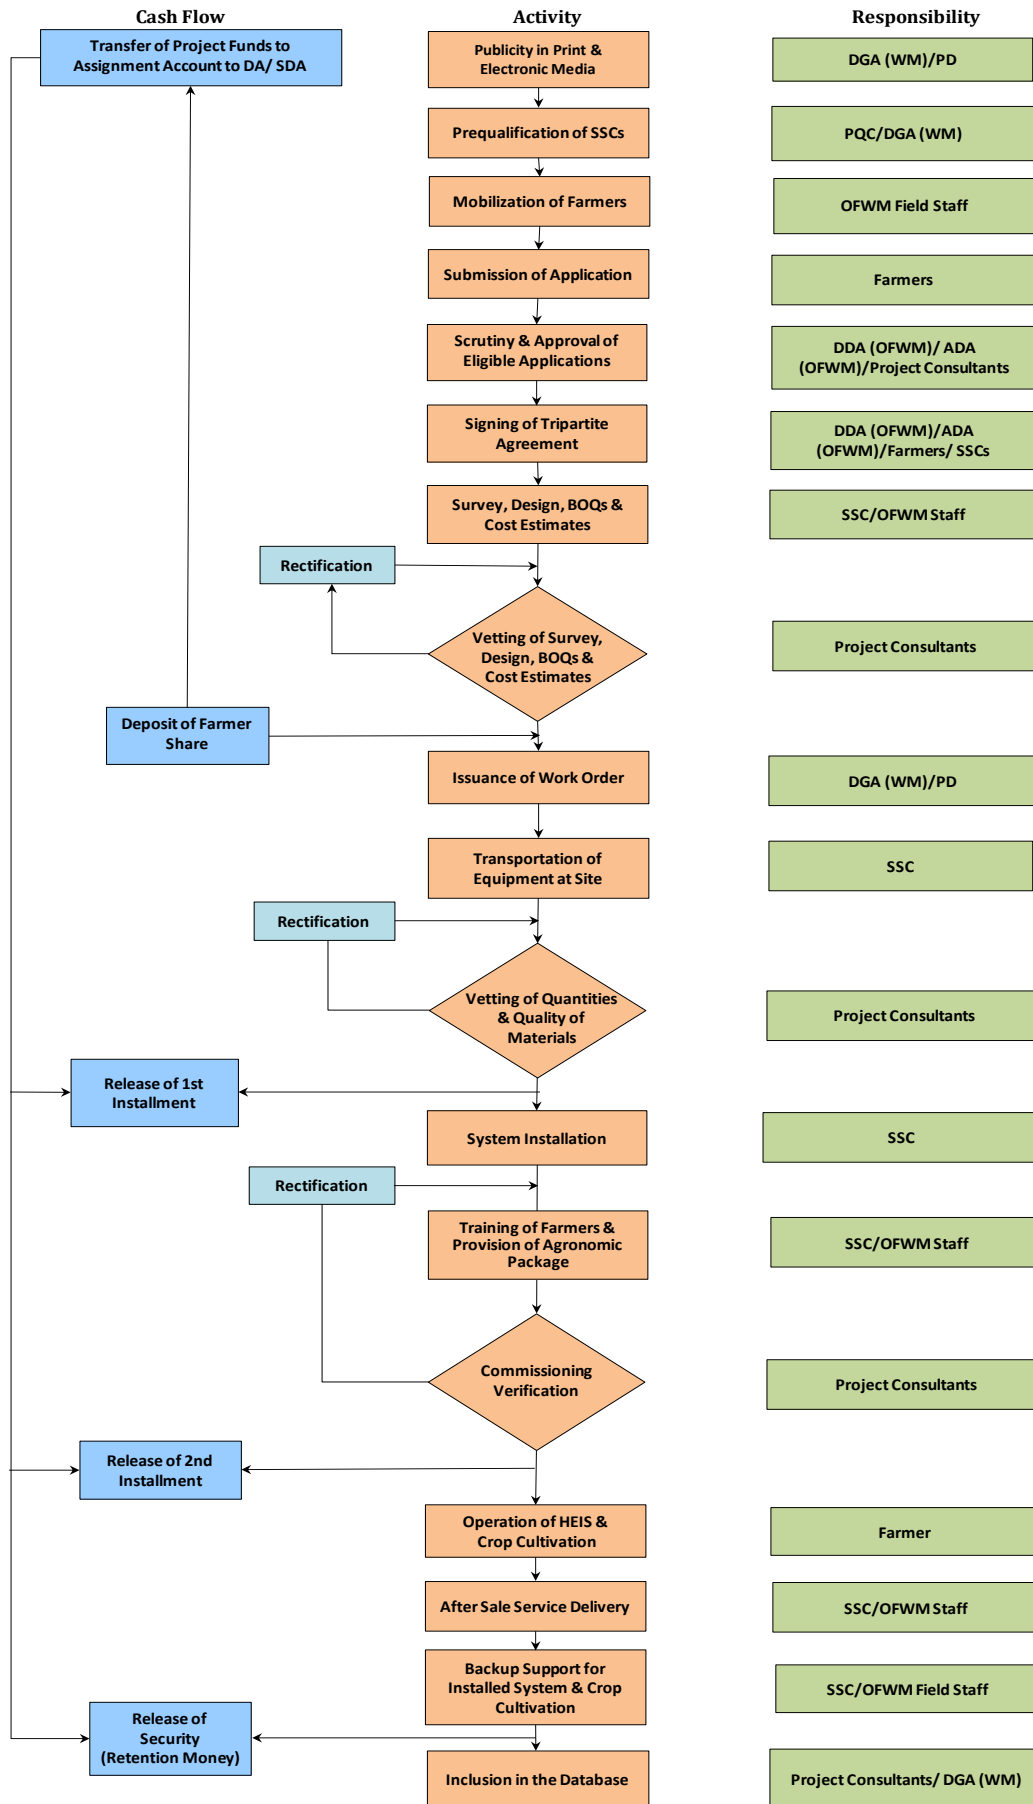 Cash Flow
Activity
Responsibility
Transfer of Project Funds to
Assignment Account to DA/ SDA
Publicity in Print &
Electronic Media
DGA (WM)/PD
Prequalification of SSCs
PQC/DGA (WM)
Mobilization of Farmers
OFWM Field Staff
Submission of Application
Farmers
Scrutiny & Approval of
Eligible Applications
DDA (OFWM)/ ADA
(OFWM)/Project Consultants
Signing of Tripartite
Agreement
DDA (OFWM)/ADA
(OFWM)/Farmers/ SSCs
Survey, Design, BOQs &
Cost Estimates
SSC/OFWM Staff
Rectification
Vetting of Survey,
Design, BOQs &
Cost Estimates
Project Consultants
Deposit of Farmer
Share
Issuance of Work Order
DGA (WM)/PD
Transportation of
Equipment at Site
SSC
Rectification
Vetting of Quantities
& Quality of
Materials
Project Consultants
Release of 1st
Installment
System Installation
SSC
Rectification
Training of Farmers &
Provision of Agronomic
Package
SSC/OFWM Staff
Commissioning
Verification
Project Consultants
Release of 2nd
Installment
Operation of HEIS &
Crop Cultivation
Farmer
After Sale Service Delivery
SSC/OFWM Staff
Backup Support for
Installed System & Crop
Cultivation
SSC/OFWM Field Staff
Release of
Security
(Retention Money)
Inclusion in the Database
Project Consultants/ DGA (WM)